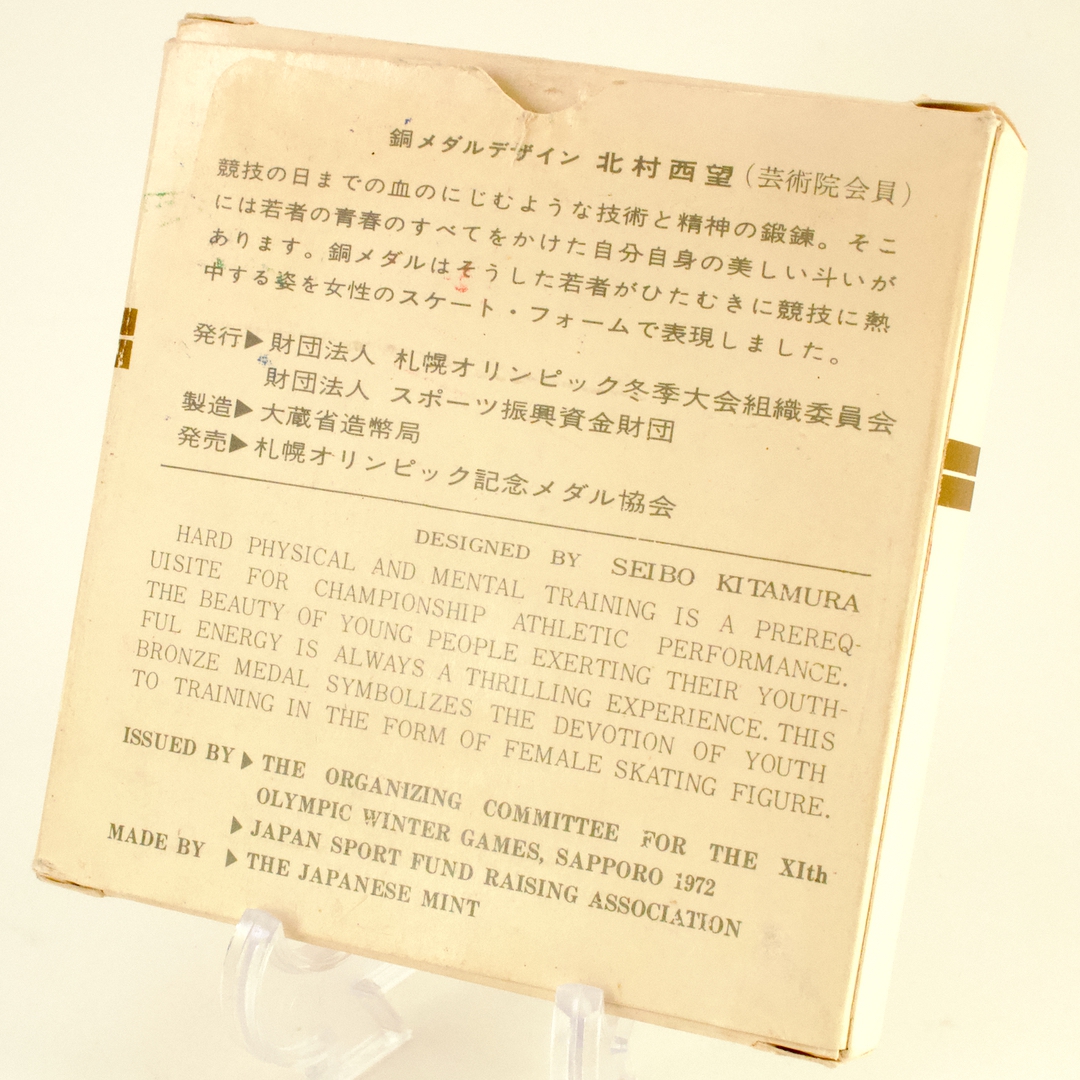 銅メダルデザイン 北村西望(芸術院会員)
競技の日までの血のにじむような技術と精神の鍛錬。そこ
には若者の青春のすべてをかけた自分自身の美しい斗いが
あります。銅メダルはそうした若者がひたむきに競技に熱
中する姿を女性のスケート・フォームで表現しました。
発行▶財団法人 札幌オリンピック冬季大会組織委員会
財団法人 スポーツ振興資金財団
製造▶大蔵省造幣局
発売▶札幌オリンピック記念メダル協会
DESIGNED BY SEIBO KITAMURA
HARD PHYSICAL AND MENTAL TRAINING IS A PREREQ-
UISITE FOR CHAMPIONSHIP ATHLETIC PERFORMANCE.
THE BEAUTY OF YOUNG PEOPLE EXERTING THEIR YOUTH-
FUL ENERGY IS ALWAYS A THRILLING EXPERIENCE. THIS
BRONZE MEDAL SYMBOLIZES THE DEVOTION OF YOUTH
TO TRAINING IN THE FORM OF FEMALE SKATING FIGURE.
ISSUED BY ▶ THE ORGANIZING COMMITTEE FOR THE XIth
OLYMPIC WINTER GAMES, SAPPORO 1972
▶ JAPAN SPORT FUND RAISING ASSOCIATION
MADE BY ▶ THE JAPANESE MINT